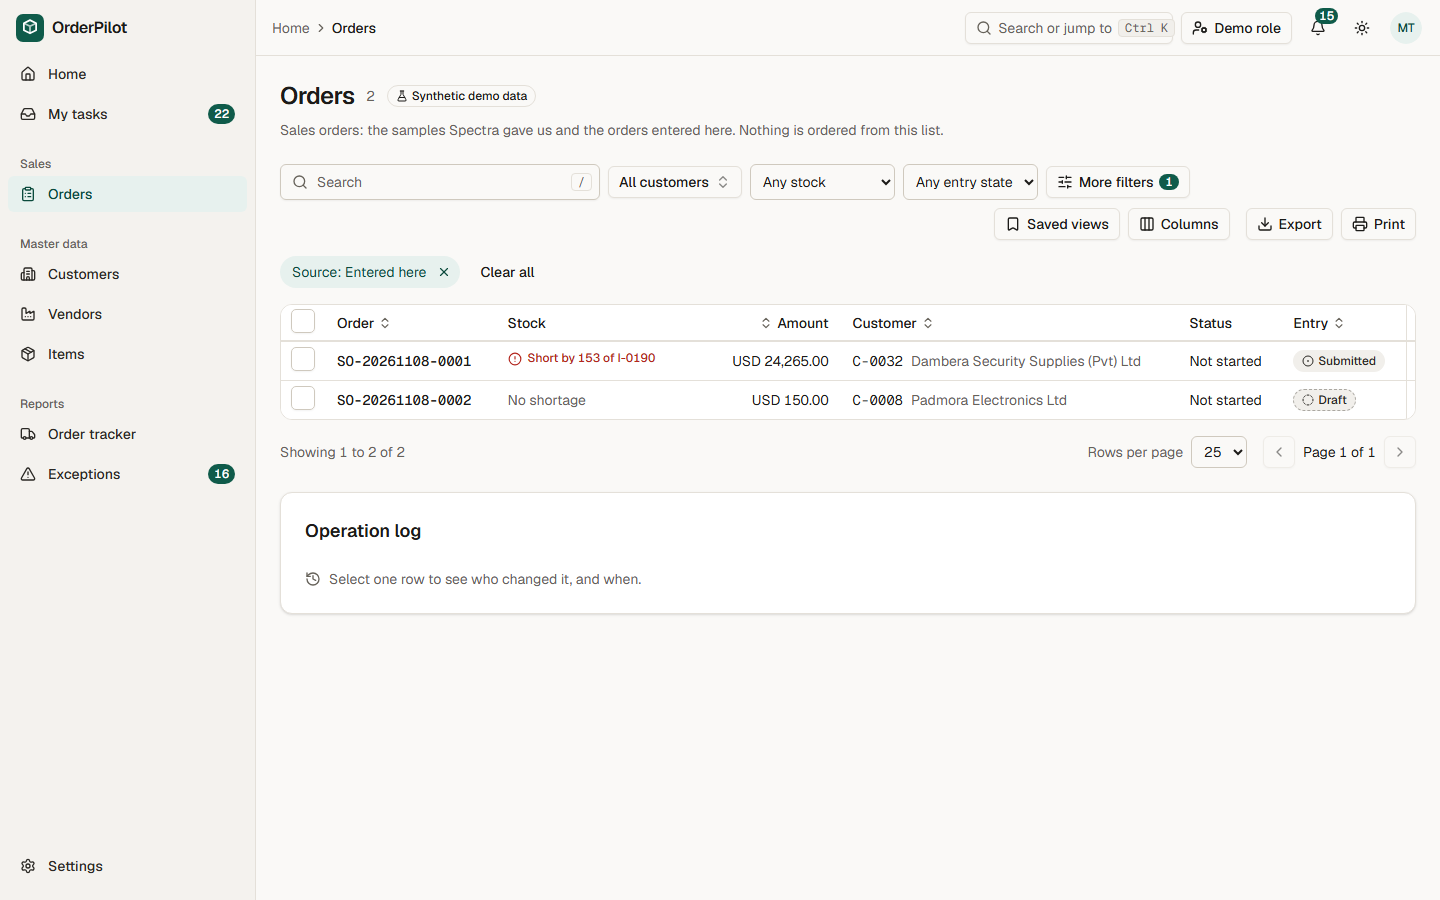 OrderPilot
Home
My tasks 22
Sales
Orders
Master data
Customers
Vendors
Items
Reports
Order tracker
Exceptions 16
Settings
Home > Orders
Search or jump to Ctrl K
Demo role
15
MT
Orders 2 Synthetic demo data
Sales orders: the samples Spectra gave us and the orders entered here. Nothing is ordered from this list.
Search /
All customers
Any stock
Any entry state
More filters 1
Saved views
Columns
Export
Print
Source: Entered here
Clear all
Order Stock Amount Customer Status Entry
SO-20261108-0001 Short by 153 of I-0190 USD 24,265.00 C-0032 Dambera Security Supplies (Pvt) Ltd Not started Submitted
SO-20261108-0002 No shortage USD 150.00 C-0008 Padmora Electronics Ltd Not started Draft
Showing 1 to 2 of 2
Rows per page 25 Page 1 of 1
Operation log
Select one row to see who changed it, and when.